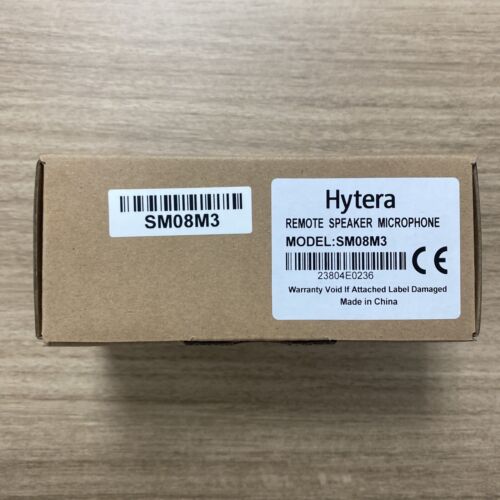 SM08M3
Hytera
REMOTE SPEAKER MICROPHONE
MODEL:SM08M3
23804E0236
Warranty Void If Attached Label Damaged
Made in China
CE